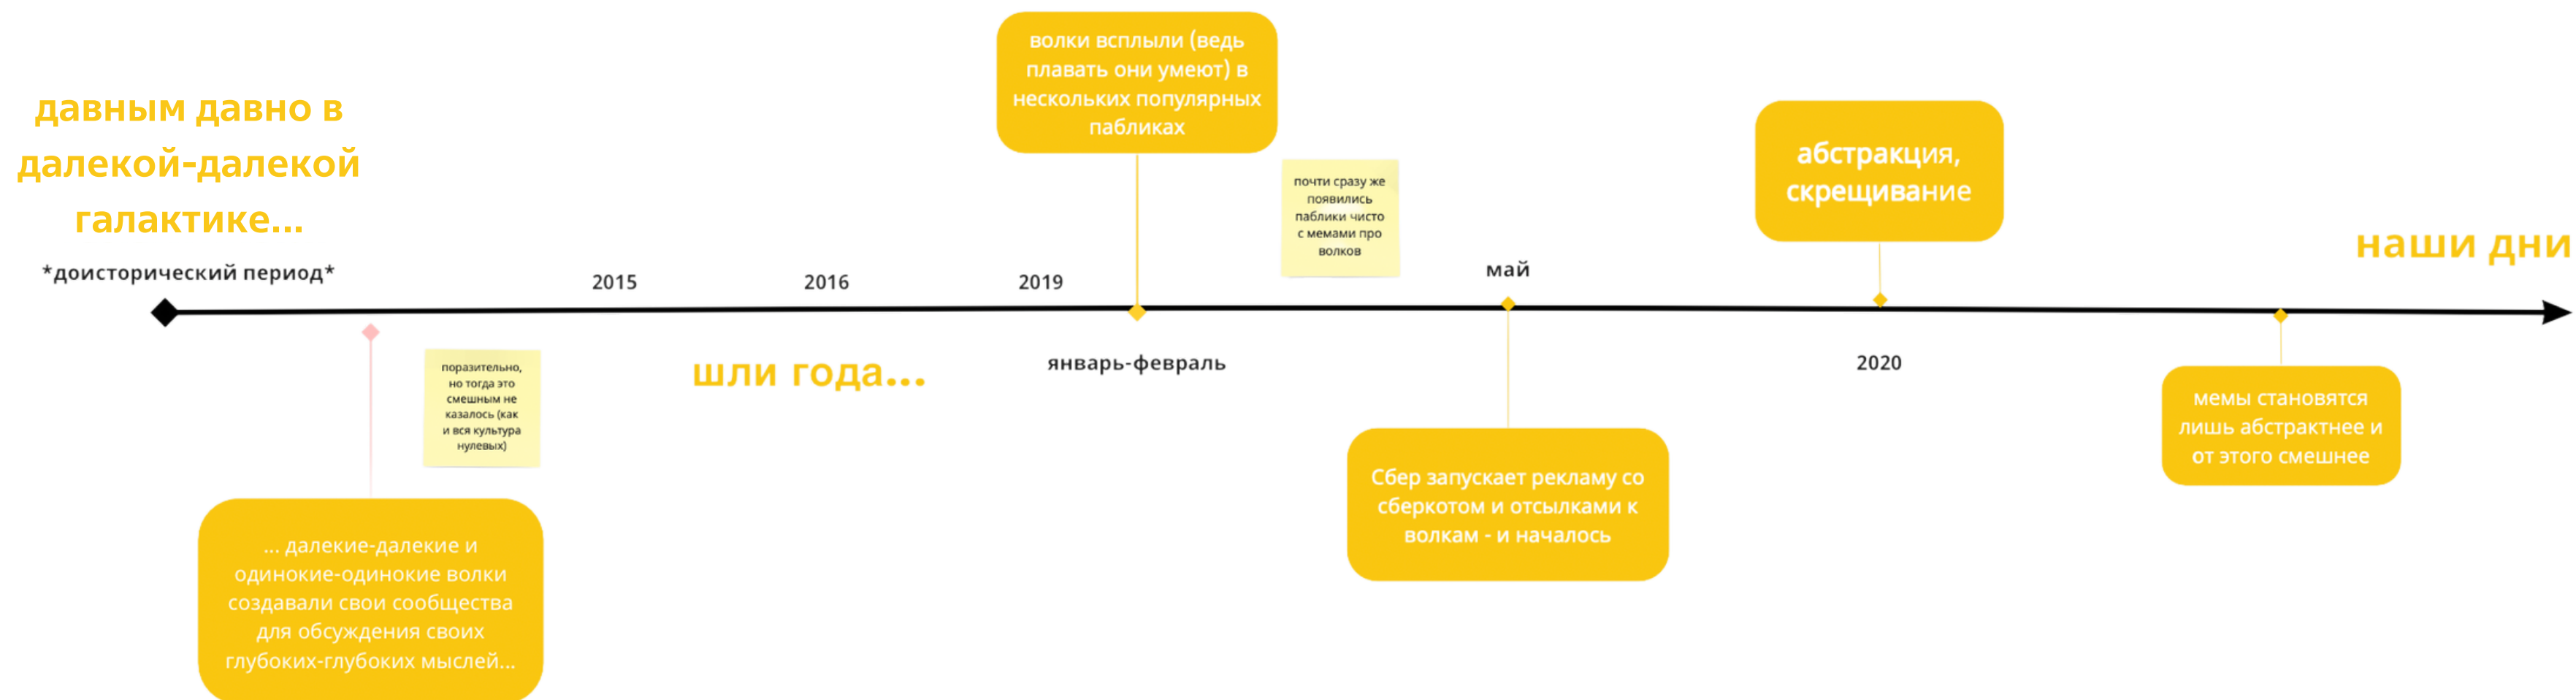 давным давно в
далекой-далекой
галактике...
*доисторический период*
... далекие-далекие и
одинокие-одинокие волки
создавали свои сообщества
для обсуждения своих
глубоких-глубоких мыслей...
поразительно,
но тогда это
смешным не
казалось (как
и вся культура
нулевых)
2015
2016
шли года...
2019
волки всплыли (ведь
плавать они умеют) в
нескольких популярных
пабликах
январь-февраль
почти сразу же
появились
паблики чисто
с мемами про
волков
май
Сбер запускает рекламу со
сберкотом и отсылками к
волкам - и началось
абстракция,
скрещивание
2020
мемы становятся
лишь абстрактнее и
от этого смешнее
наши дни